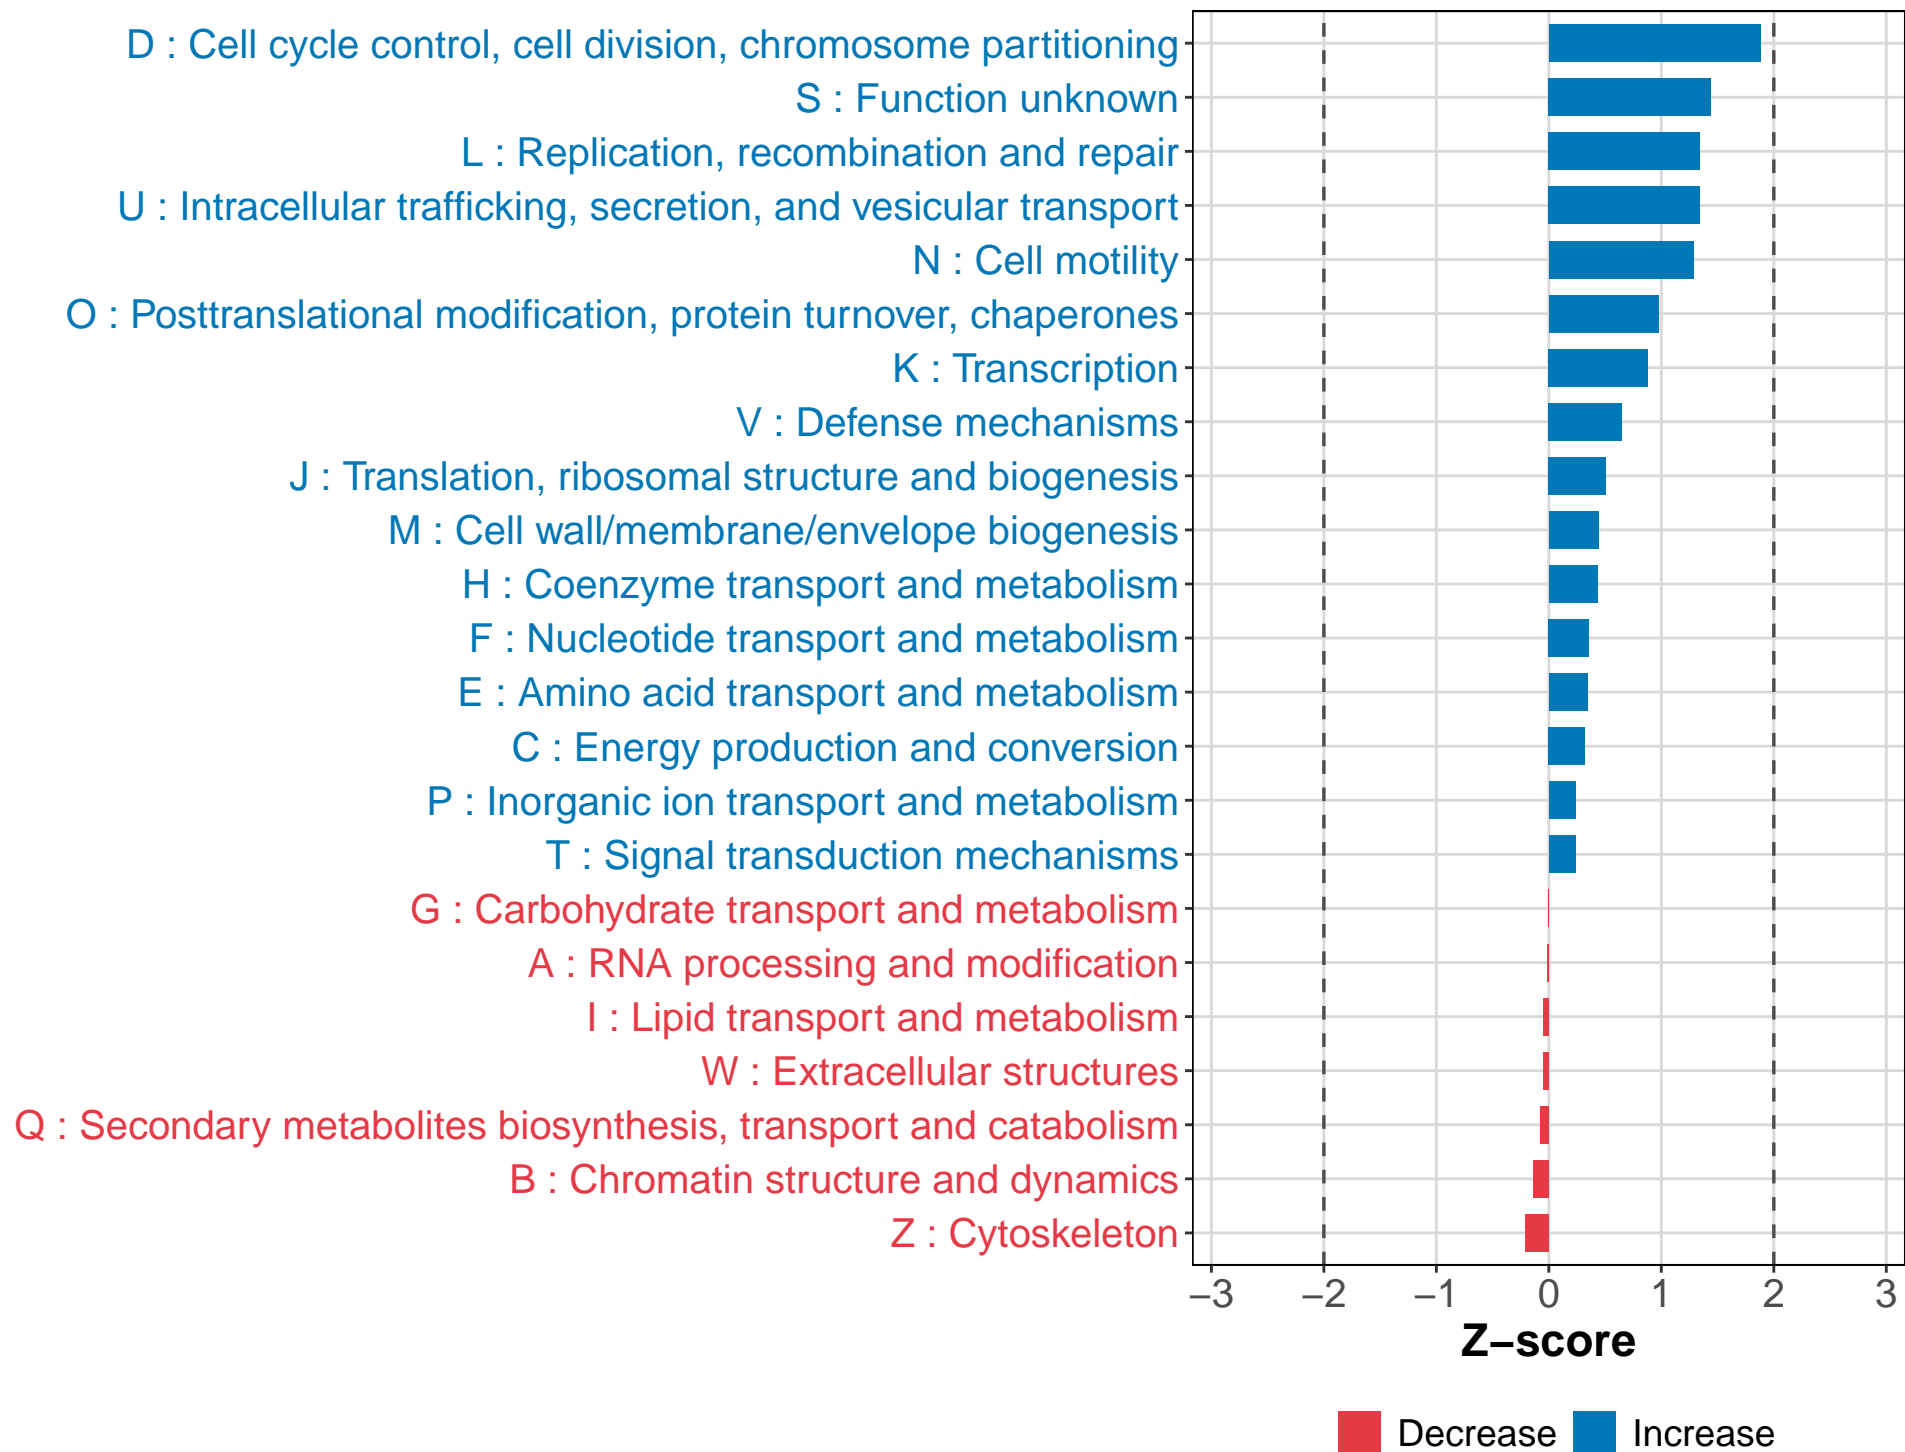 D : Cell cycle control, cell division, chromosome partitioning
S : Function unknown
L : Replication, recombination and repair
U : Intracellular trafficking, secretion, and vesicular transport
N : Cell motility
O : Posttranslational modification, protein turnover, chaperones
K : Transcription
V : Defense mechanisms
J : Translation, ribosomal structure and biogenesis
M : Cell wall/membrane/envelope biogenesis
H : Coenzyme transport and metabolism
F : Nucleotide transport and metabolism
E : Amino acid transport and metabolism
C : Energy production and conversion
P : Inorganic ion transport and metabolism
T : Signal transduction mechanisms
G : Carbohydrate transport and metabolism
A : RNA processing and modification
I : Lipid transport and metabolism
W : Extracellular structures
Q : Secondary metabolites biosynthesis, transport and catabolism
B : Chromatin structure and dynamics
Z : Cytoskeleton
−3 −2 −1 0 1 2 3
Z−score
Decrease Increase